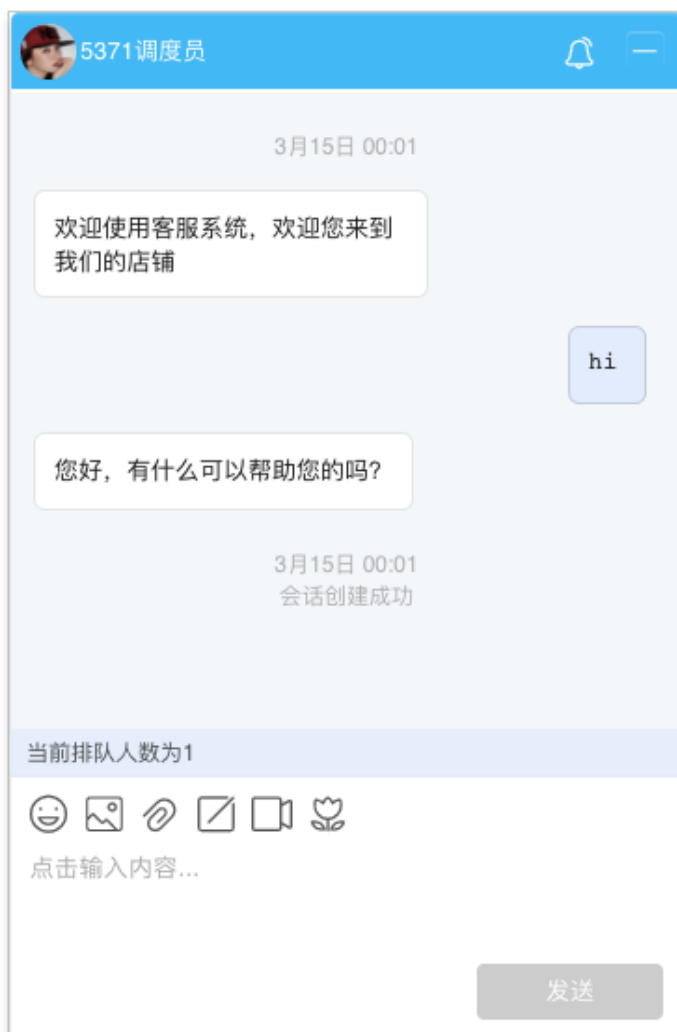 5371调度员
3月15日 00:01
欢迎使用客服系统，欢迎您来到
我们的店铺
hi
您好，有什么可以帮助您的吗？
3月15日 00:01
会话创建成功
当前排队人数为1
点击输入内容...
发送